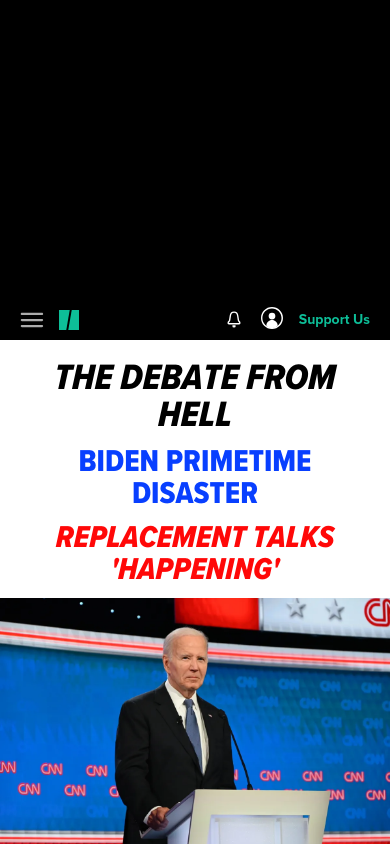 Support Us
THE DEBATE FROM
HELL
BIDEN PRIMETIME
DISASTER
REPLACEMENT TALKS
'HAPPENING'
CNN
CNN
CNN
CNN
CNN
CNN
CNN
CNN
CNN
CNN